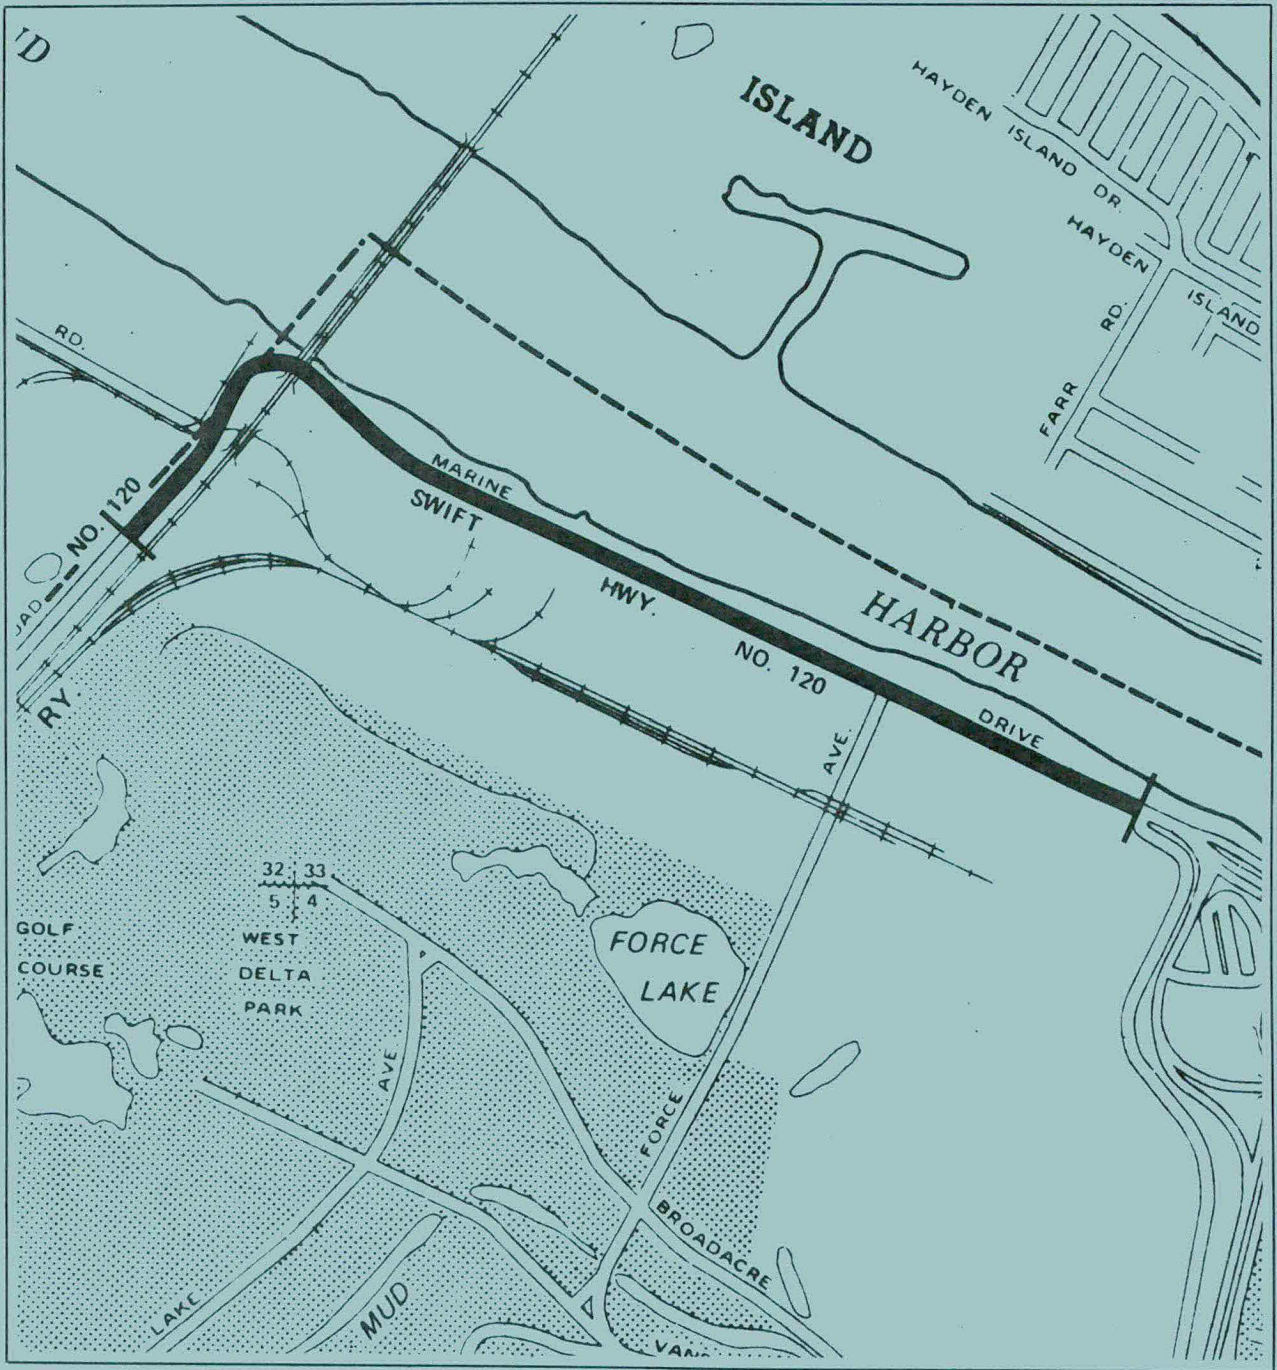 ISLAND
HAYDEN ISLAND DR.
HAYDEN
ISLAND
FARR RD.
RD.
NO. 120
MARINE
SWIFT
HWY.
NO. 120
DRIVE
HARBOR
RY.
AVE.
32 33
5 4
GOLF
COURSE
WEST
DELTA
PARK
FORCE
LAKE
AVE
FORCE
BROADACRE
LAKE
MUD